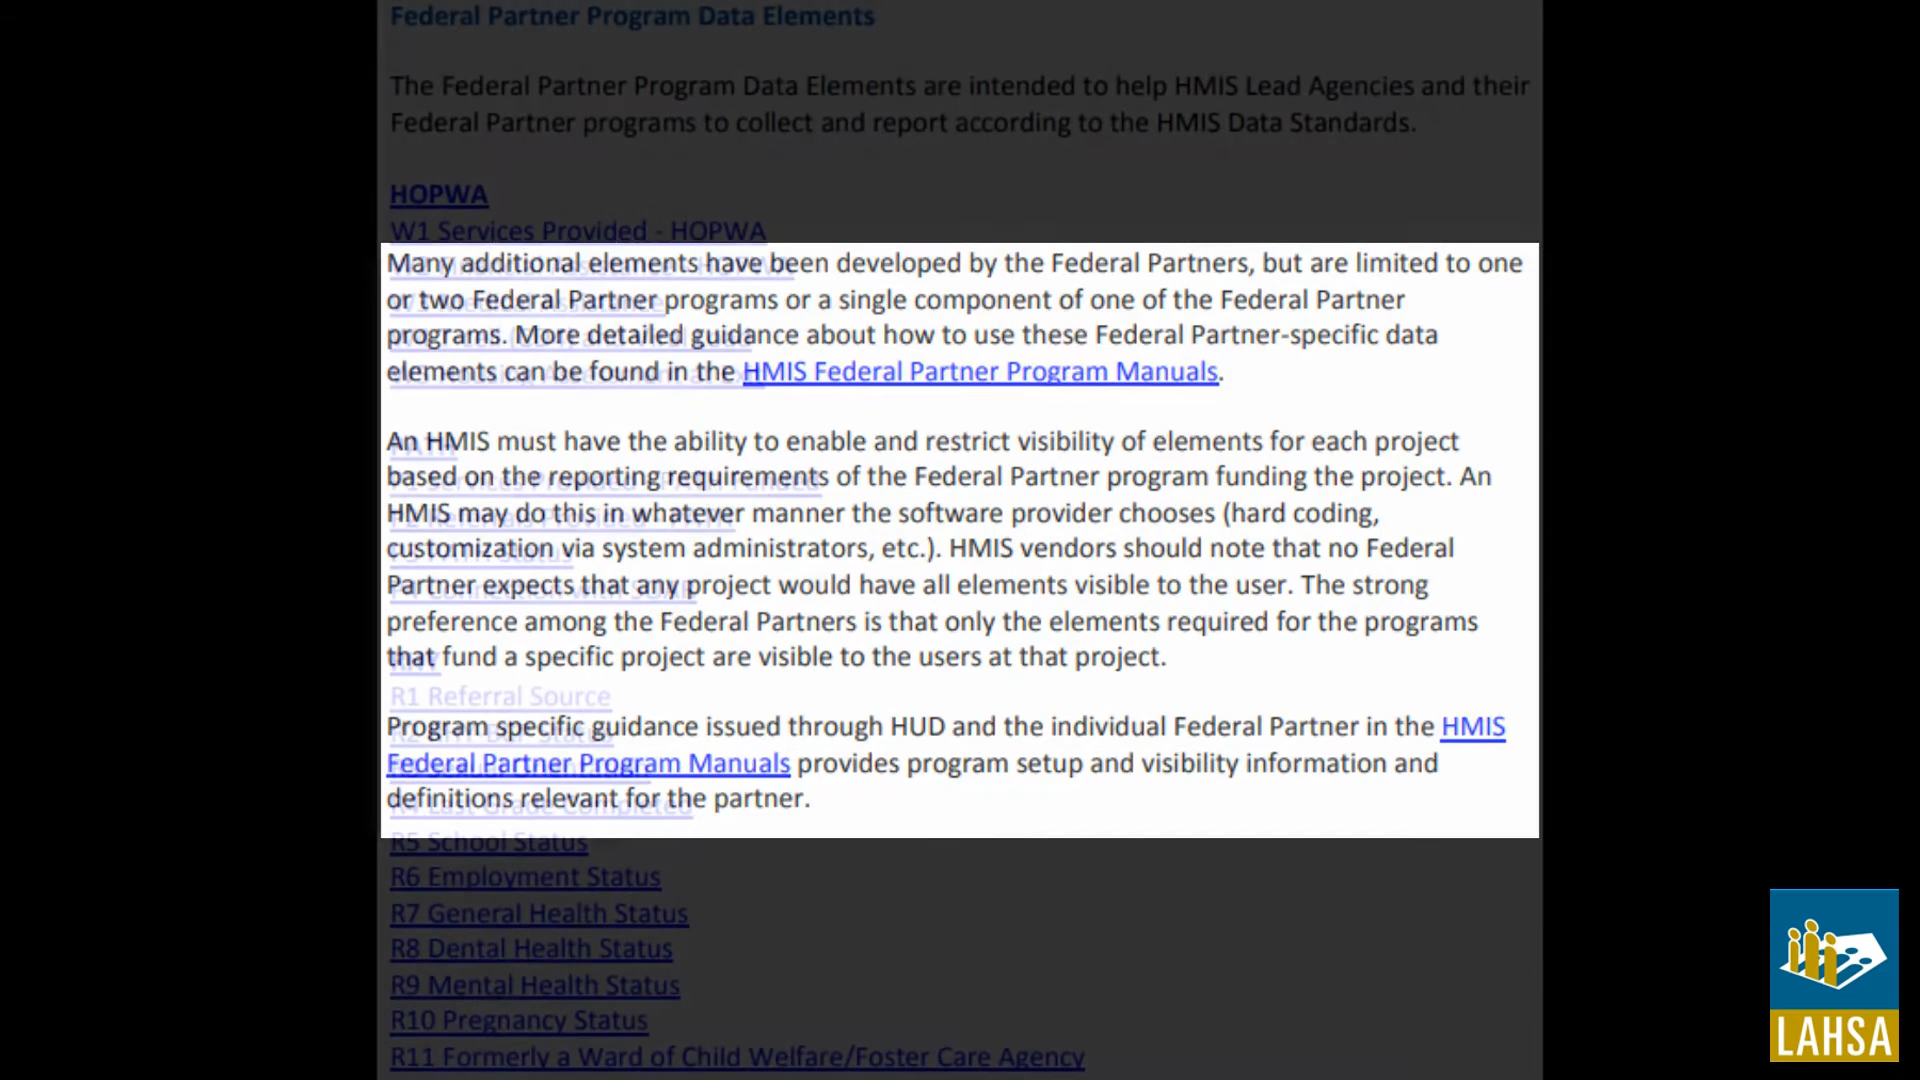 Federal Partner Program Data Elements
The Federal Partner Program Data Elements are intended to help HMIS Lead Agencies and their
Federal Partner programs to collect and report according to the HMIS Data Standards.
HOPWA
W1 Services Provided - HOPWA
Many additional elements have been developed by the Federal Partners, but are limited to one
or two Federal Partner programs or a single component of one of the Federal Partner
programs. More detailed guidance about how to use these Federal Partner-specific data
elements can be found in the HMIS Federal Partner Program Manuals.
An HMIS must have the ability to enable and restrict visibility of elements for each project
based on the reporting requirements of the Federal Partner program funding the project. An
HMIS may do this in whatever manner the software provider chooses (hard coding,
customization via system administrators, etc.). HMIS vendors should note that no Federal
Partner expects that any project would have all elements visible to the user. The strong
preference among the Federal Partners is that only the elements required for the programs
that fund a specific project are visible to the users at that project.
R1 Referral Source
Program specific guidance issued through HUD and the individual Federal Partner in the HMIS
Federal Partner Program Manuals provides program setup and visibility information and
definitions relevant for the partner.
R5 School Status
R6 Employment Status
R7 General Health Status
R8 Dental Health Status
R9 Mental Health Status
R10 Pregnancy Status
R11 Formerly a Ward of Child Welfare/Foster Care Agency
LAHSA